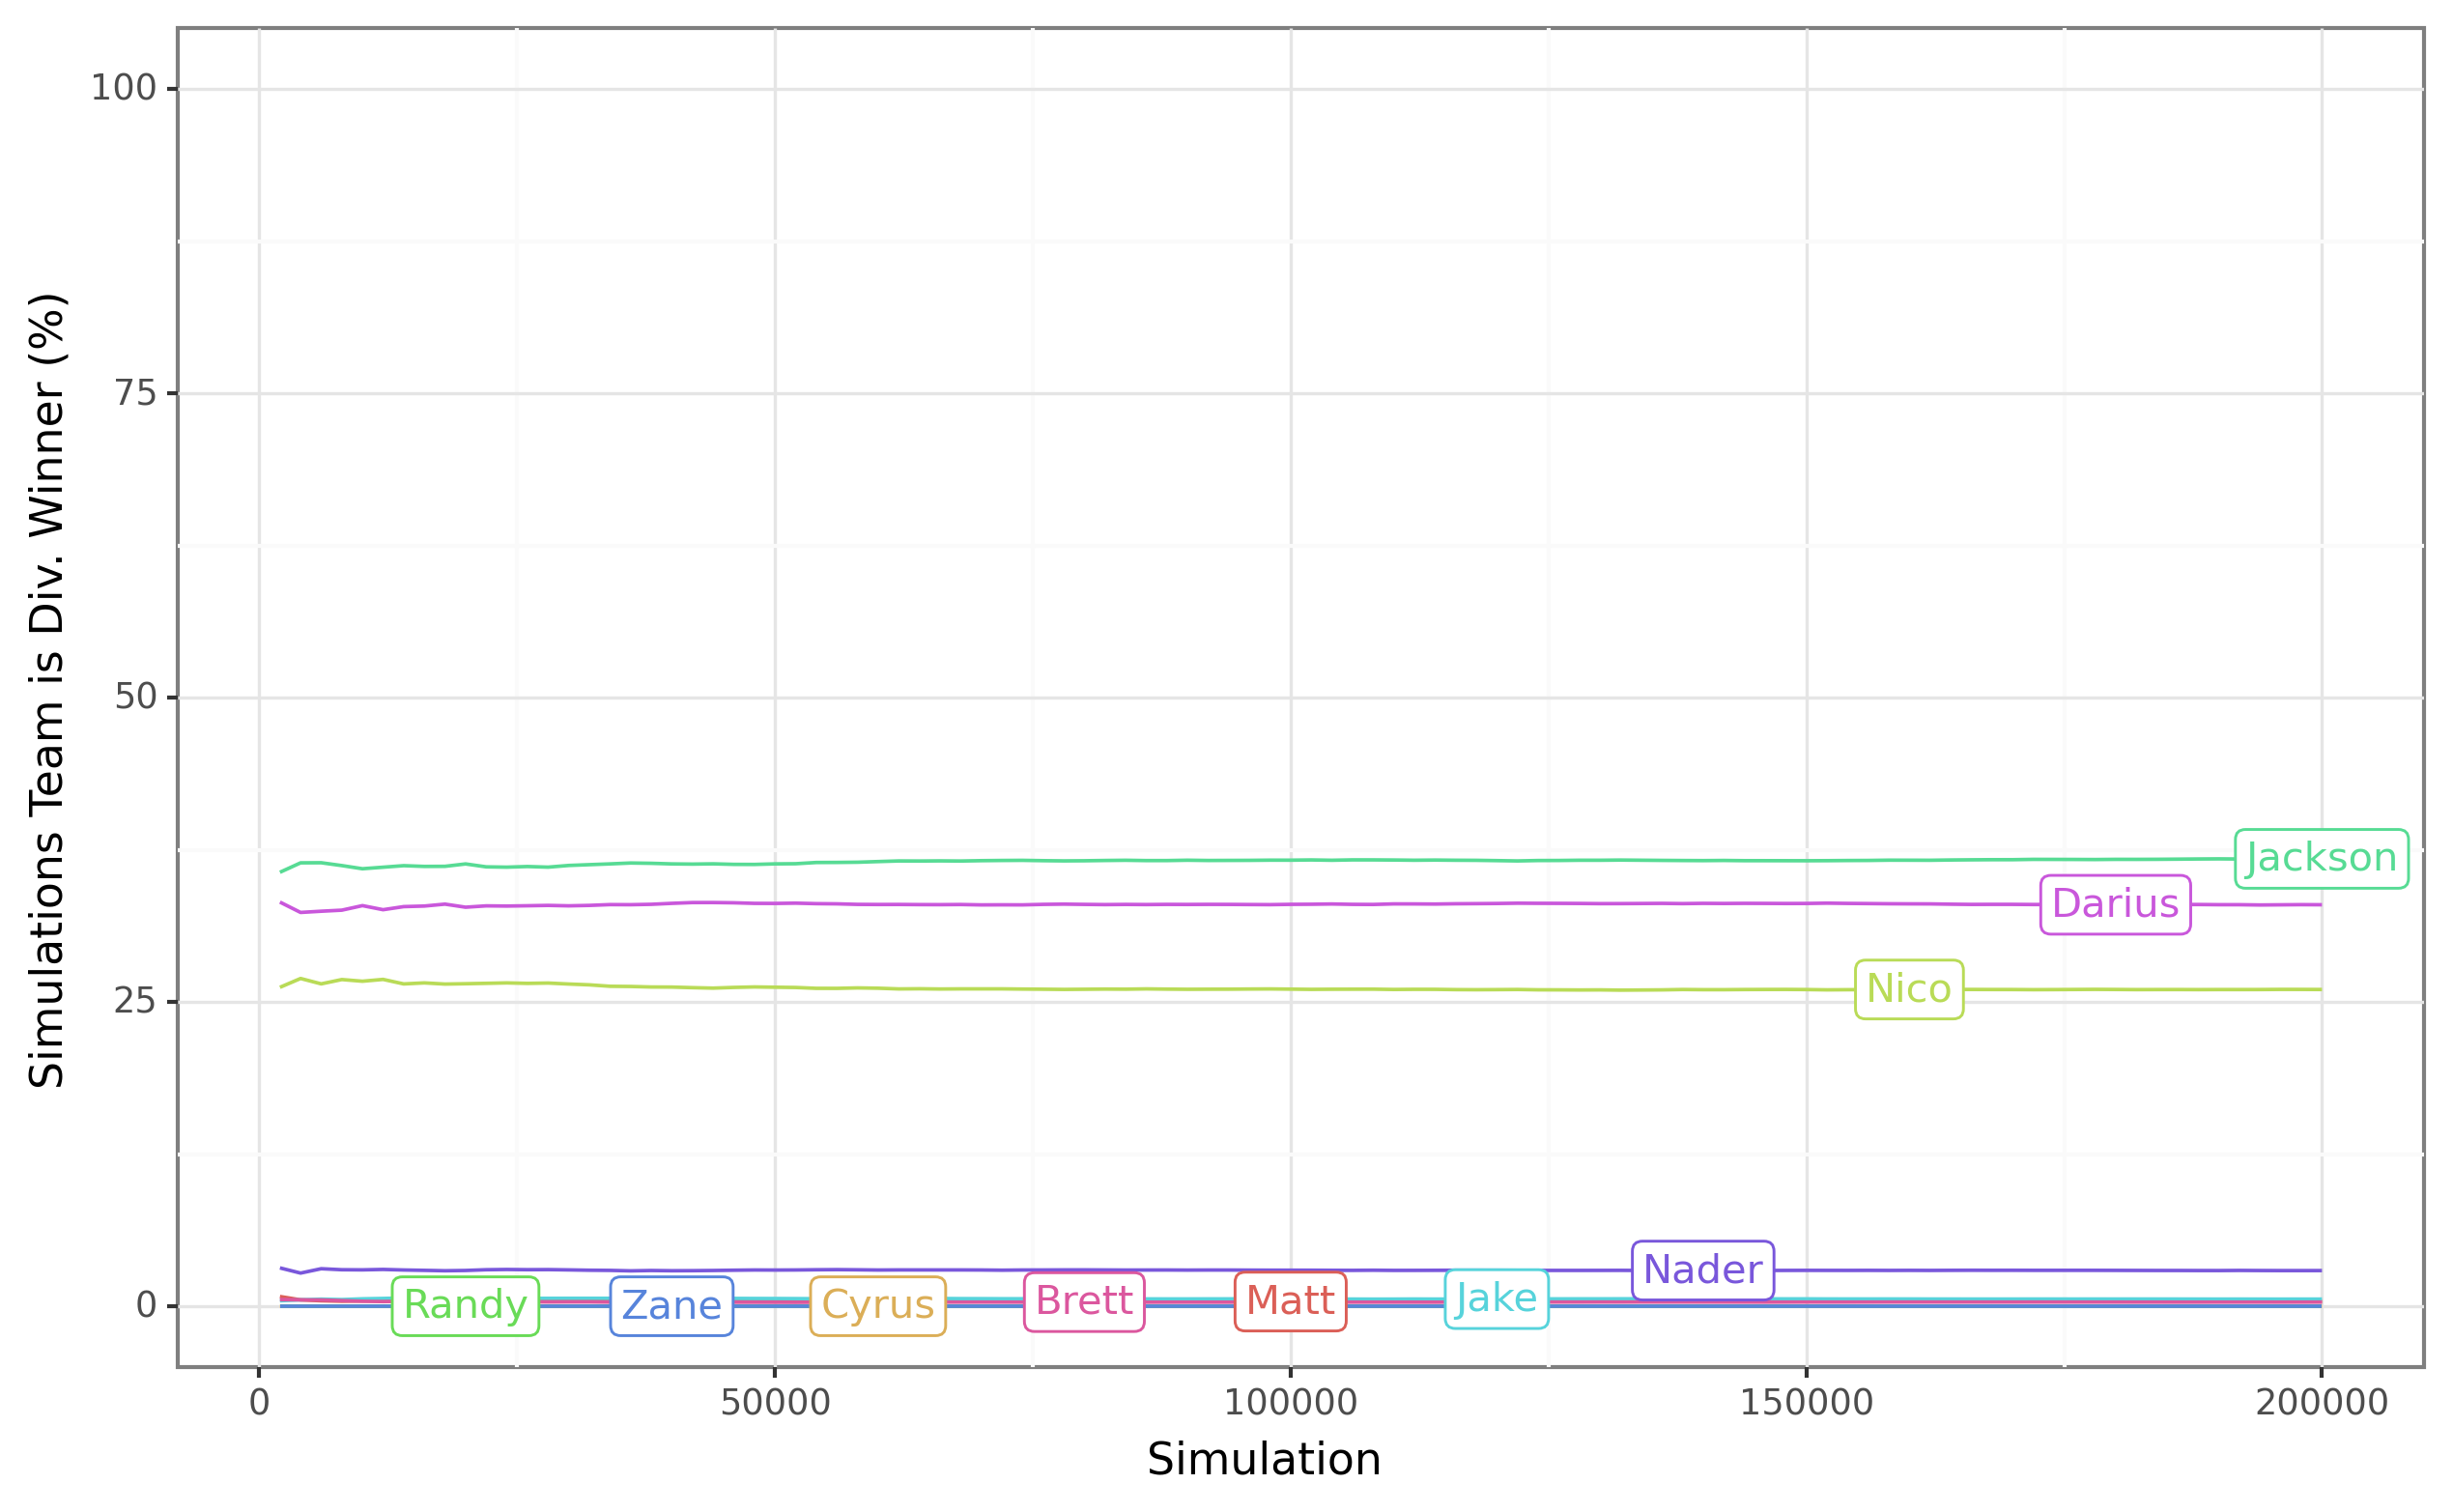 Simulations Team is Div. Winner (%)
100
75
50
25
0
Jackson
Darius
Nico
Nader
Randy
Zane
Cyrus
Brett
Matt
Jake
0
50000
100000
150000
200000
Simulation